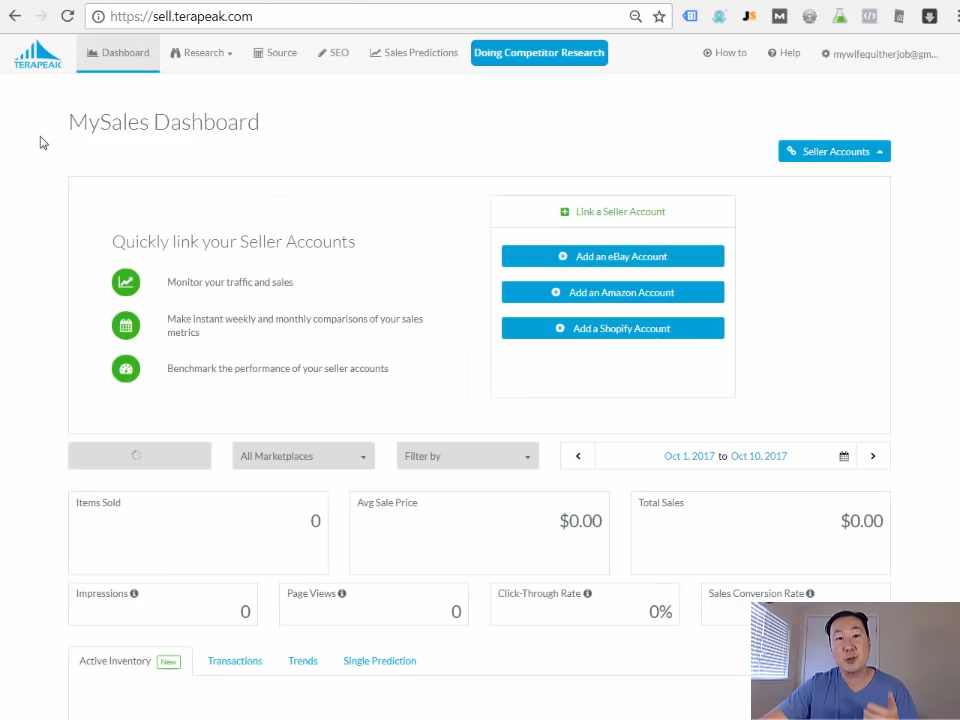 https://sell.terapeak.com
TERAPEAK
Dashboard
Research
Source
SEO
Sales Predictions
Doing Competitor Research
How to
Help
mywifequitherjob@gm...
MySales Dashboard
Seller Accounts
Quickly link your Seller Accounts
Monitor your traffic and sales
Make instant weekly and monthly comparisons of your sales
metrics
Benchmark the performance of your seller accounts
Link a Seller Account
Add an eBay Account
Add an Amazon Account
Add a Shopify Account
All Marketplaces
Filter by
Oct 1, 2017 to Oct 10, 2017
Items Sold
0
Avg Sale Price
$0.00
Total Sales
$0.00
Impressions
0
Page Views
0
Click-Through Rate
0%
Sales Conversion Rate
Active Inventory New
Transactions
Trends
Single Prediction